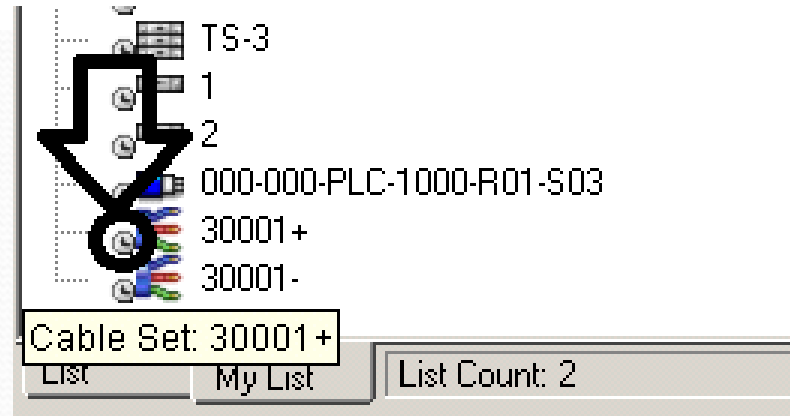 TS-3
1
2
000-000-PLC-1000-R01-S03
30001+
30001-
Cable Set: 30001+
List My List List Count: 2